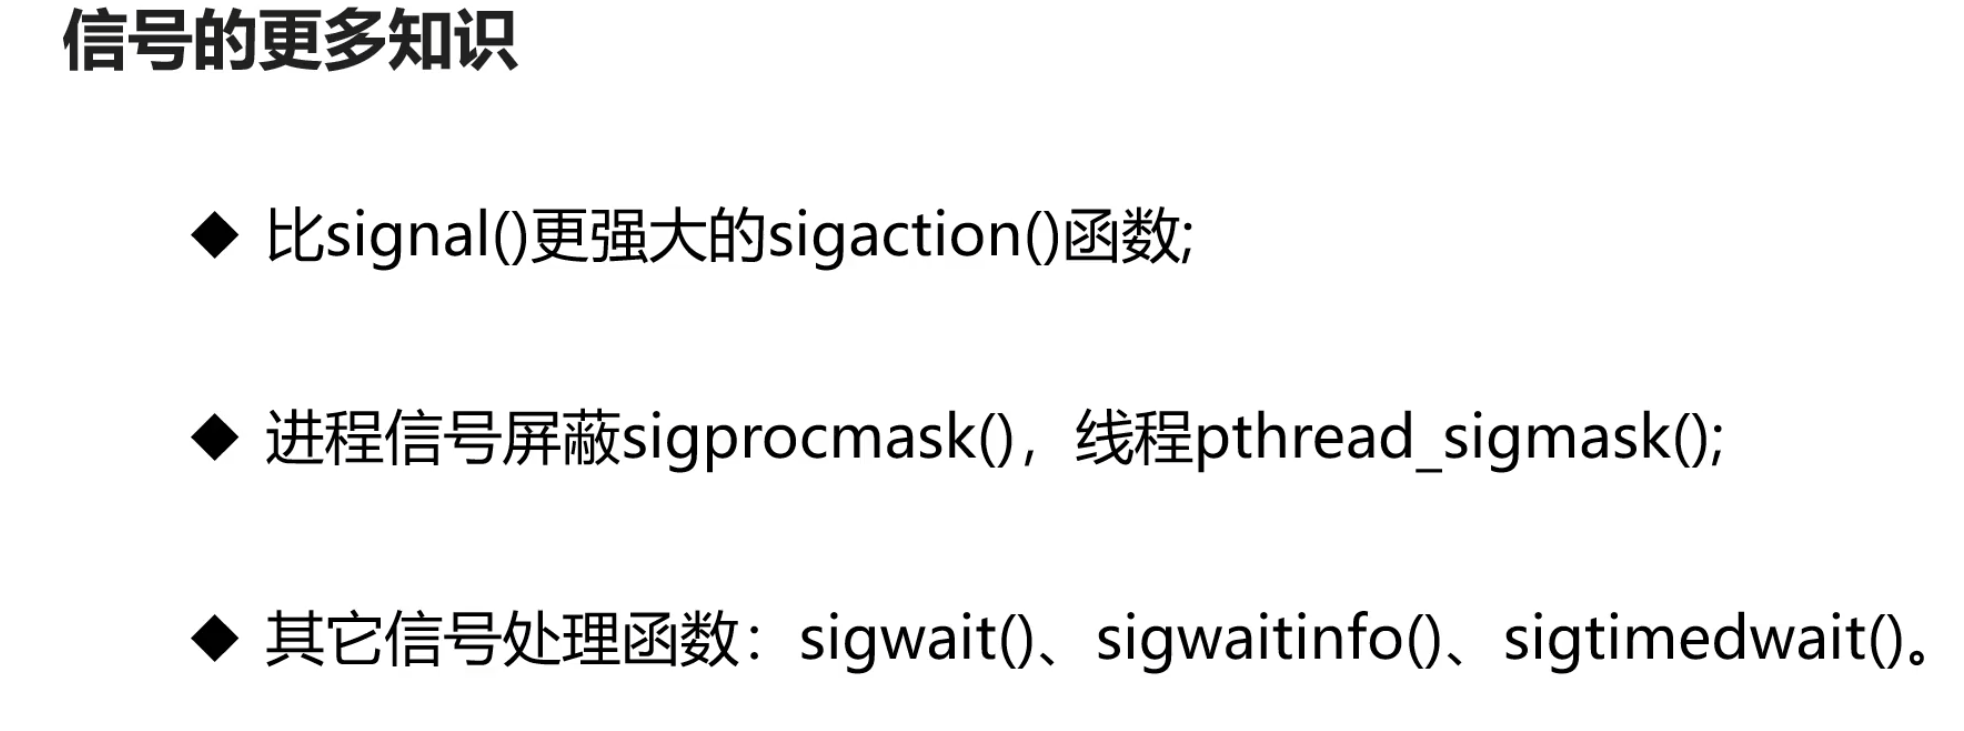 信号的更多知识
◆ 比signal()更强大的sigaction()函数;
◆ 进程信号屏蔽sigprocmask()，线程pthread_sigmask();
◆ 其它信号处理函数：sigwait()、sigwaitinfo()、sigtimedwait()。